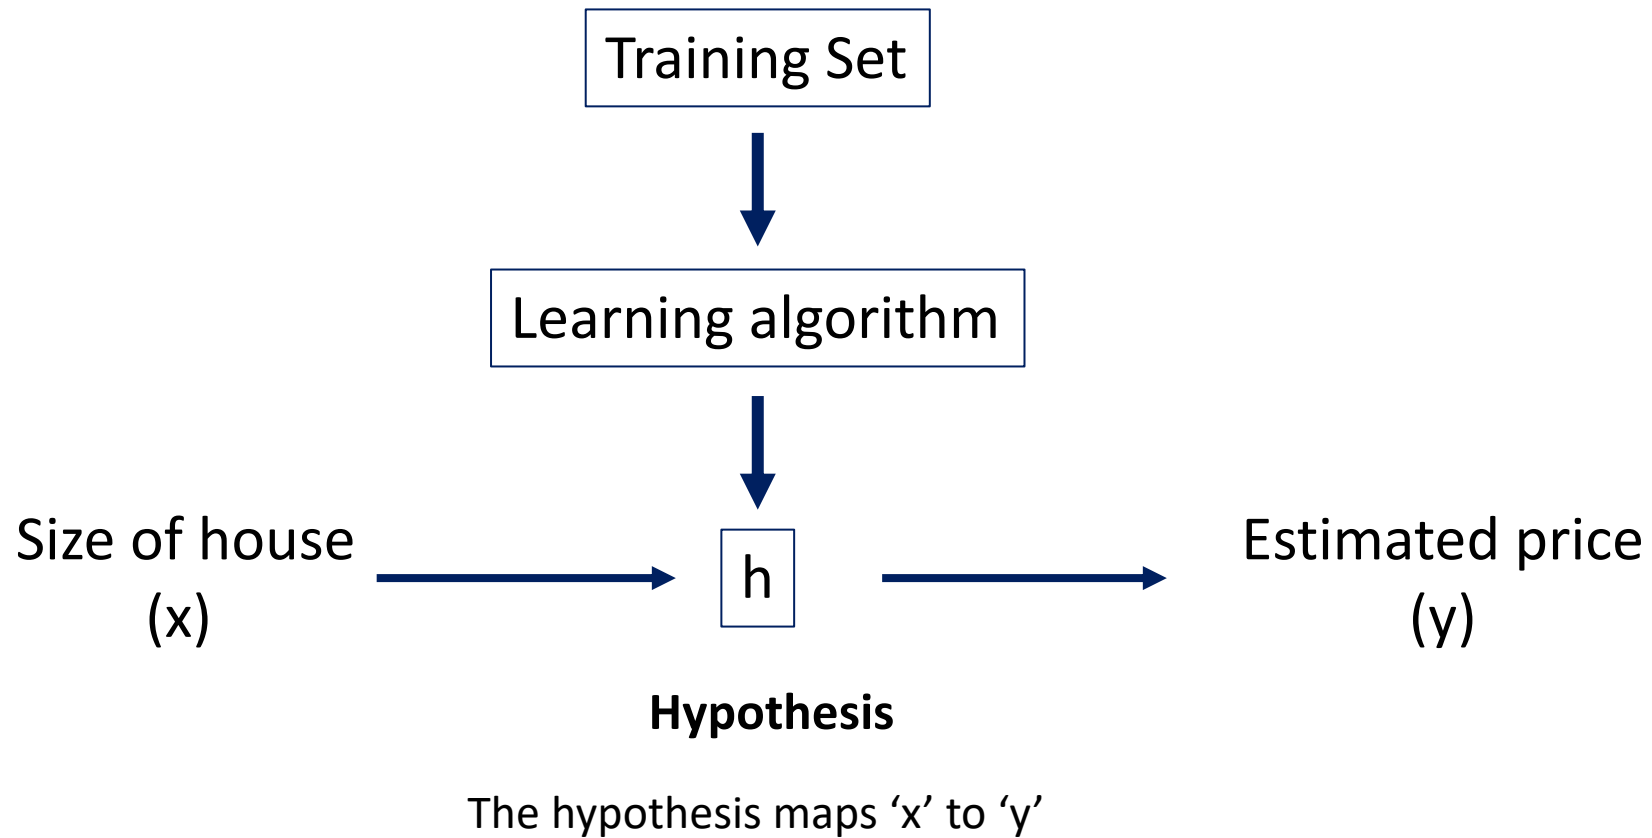 Training Set
Learning algorithm
Size of house
(x)
h
Estimated price
(y)
Hypothesis
The hypothesis maps ‘x’ to ‘y’